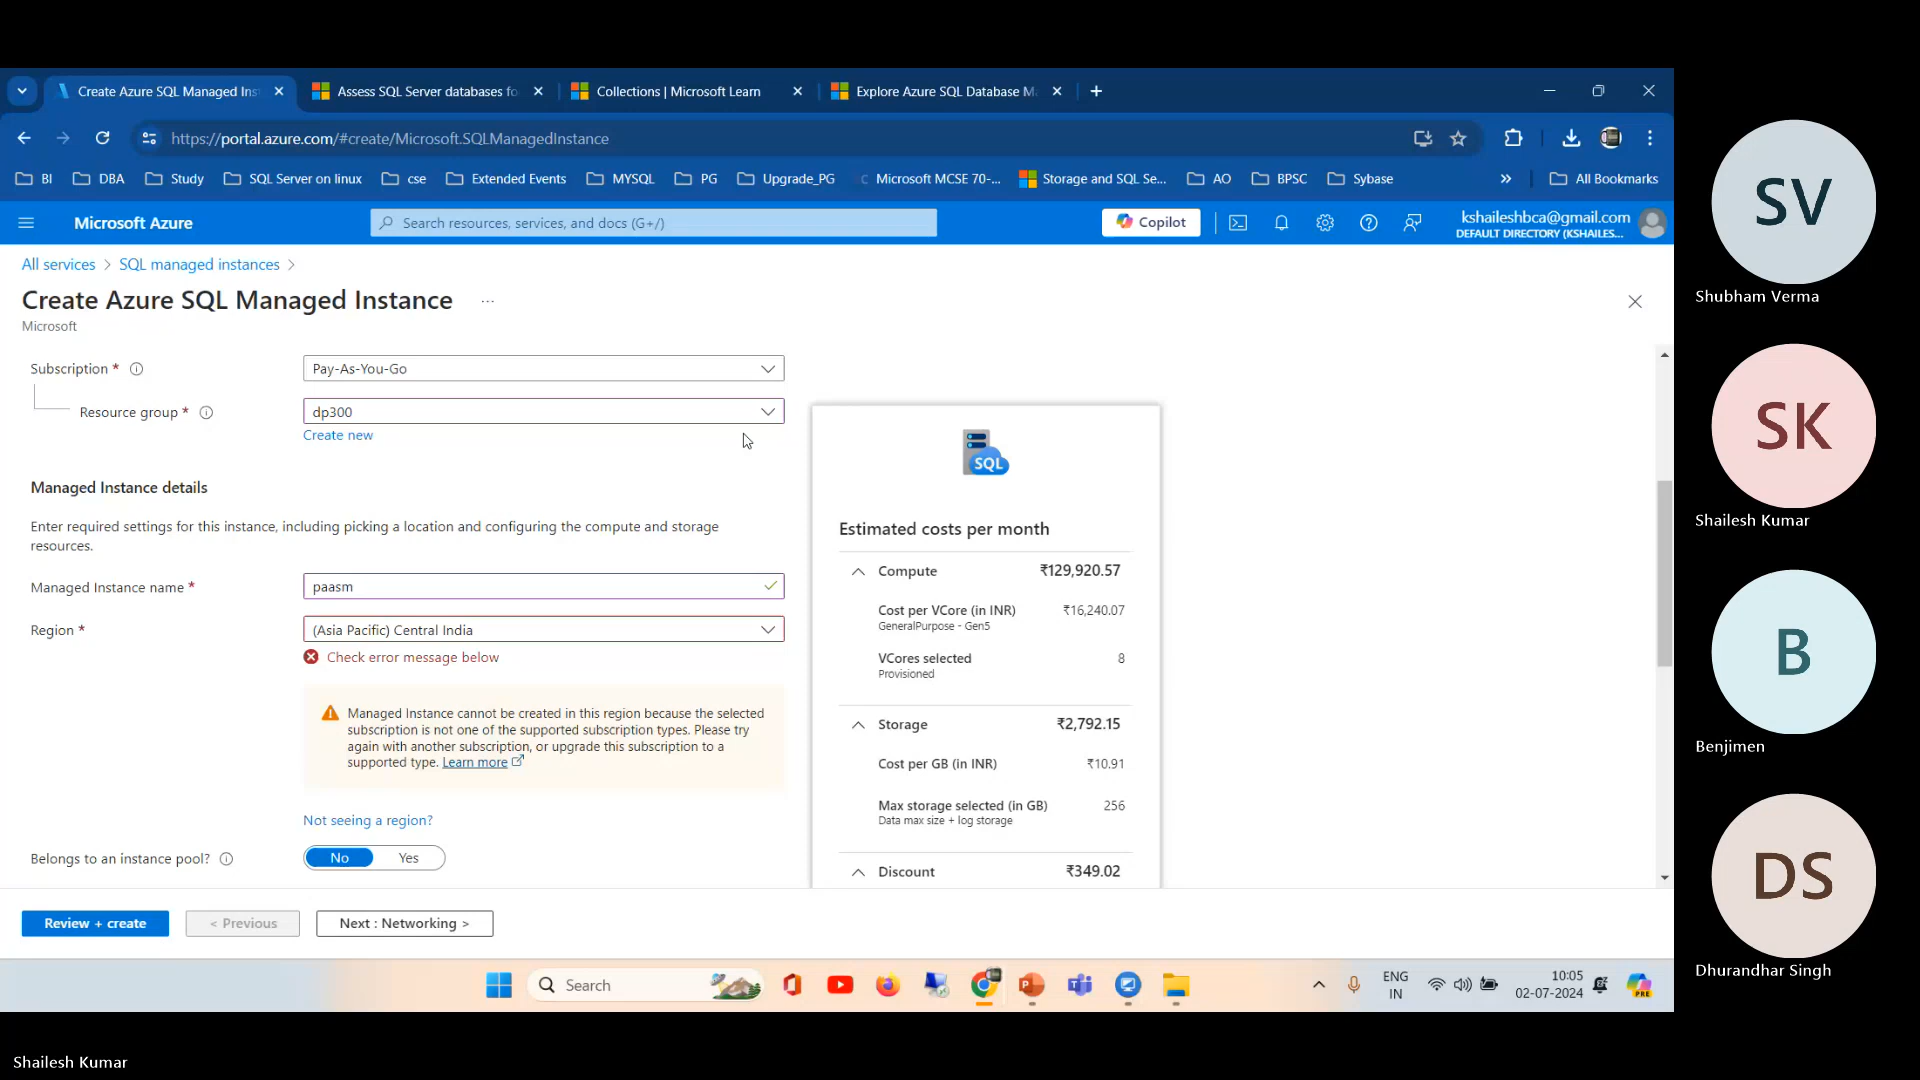 Create Azure SQL Managed Ins
Assess SQL Server databases fo
Collections | Microsoft Learn
Explore Azure SQL Database Ma
https://portal.azure.com/#create/Microsoft.SQLManagedInstance
BI
DBA
Study
SQL Server on linux
cse
Extended Events
MYSQL
PG
Upgrade_PG
Microsoft MCSE 70-...
Storage and SQL Se...
AO
BPSC
Sybase
»
All Bookmarks
Microsoft Azure
Search resources, services, and docs (G+/)
Copilot
kshaileshbca@gmail.com
DEFAULT DIRECTORY (KSHAILES...
All services > SQL managed instances >
Create Azure SQL Managed Instance ...
Microsoft
Subscription *
Pay-As-You-Go
Resource group *
dp300
Create new
Managed Instance details
Enter required settings for this instance, including picking a location and configuring the compute and storage
resources.
Managed Instance name *
paasm
Region *
(Asia Pacific) Central India
Check error message below
Managed Instance cannot be created in this region because the selected
subscription is not one of the supported subscription types. Please try
again with another subscription, or upgrade this subscription to a
supported type. Learn more
Not seeing a region?
Belongs to an instance pool?
No Yes
SQL
Estimated costs per month
Compute ₹129,920.57
Cost per VCore (in INR) ₹16,240.07
GeneralPurpose - Gen5
VCores selected 8
Provisioned
Storage ₹2,792.15
Cost per GB (in INR) ₹10.91
Max storage selected (in GB) 256
Data max size + log storage
Discount ₹349.02
Review + create
< Previous
Next : Networking >
Search
ENG
IN
10:05
02-07-2024
PRE
SV
Shubham Verma
SK
Shailesh Kumar
B
Benjimen
DS
Dhurandhar Singh
Shailesh Kumar